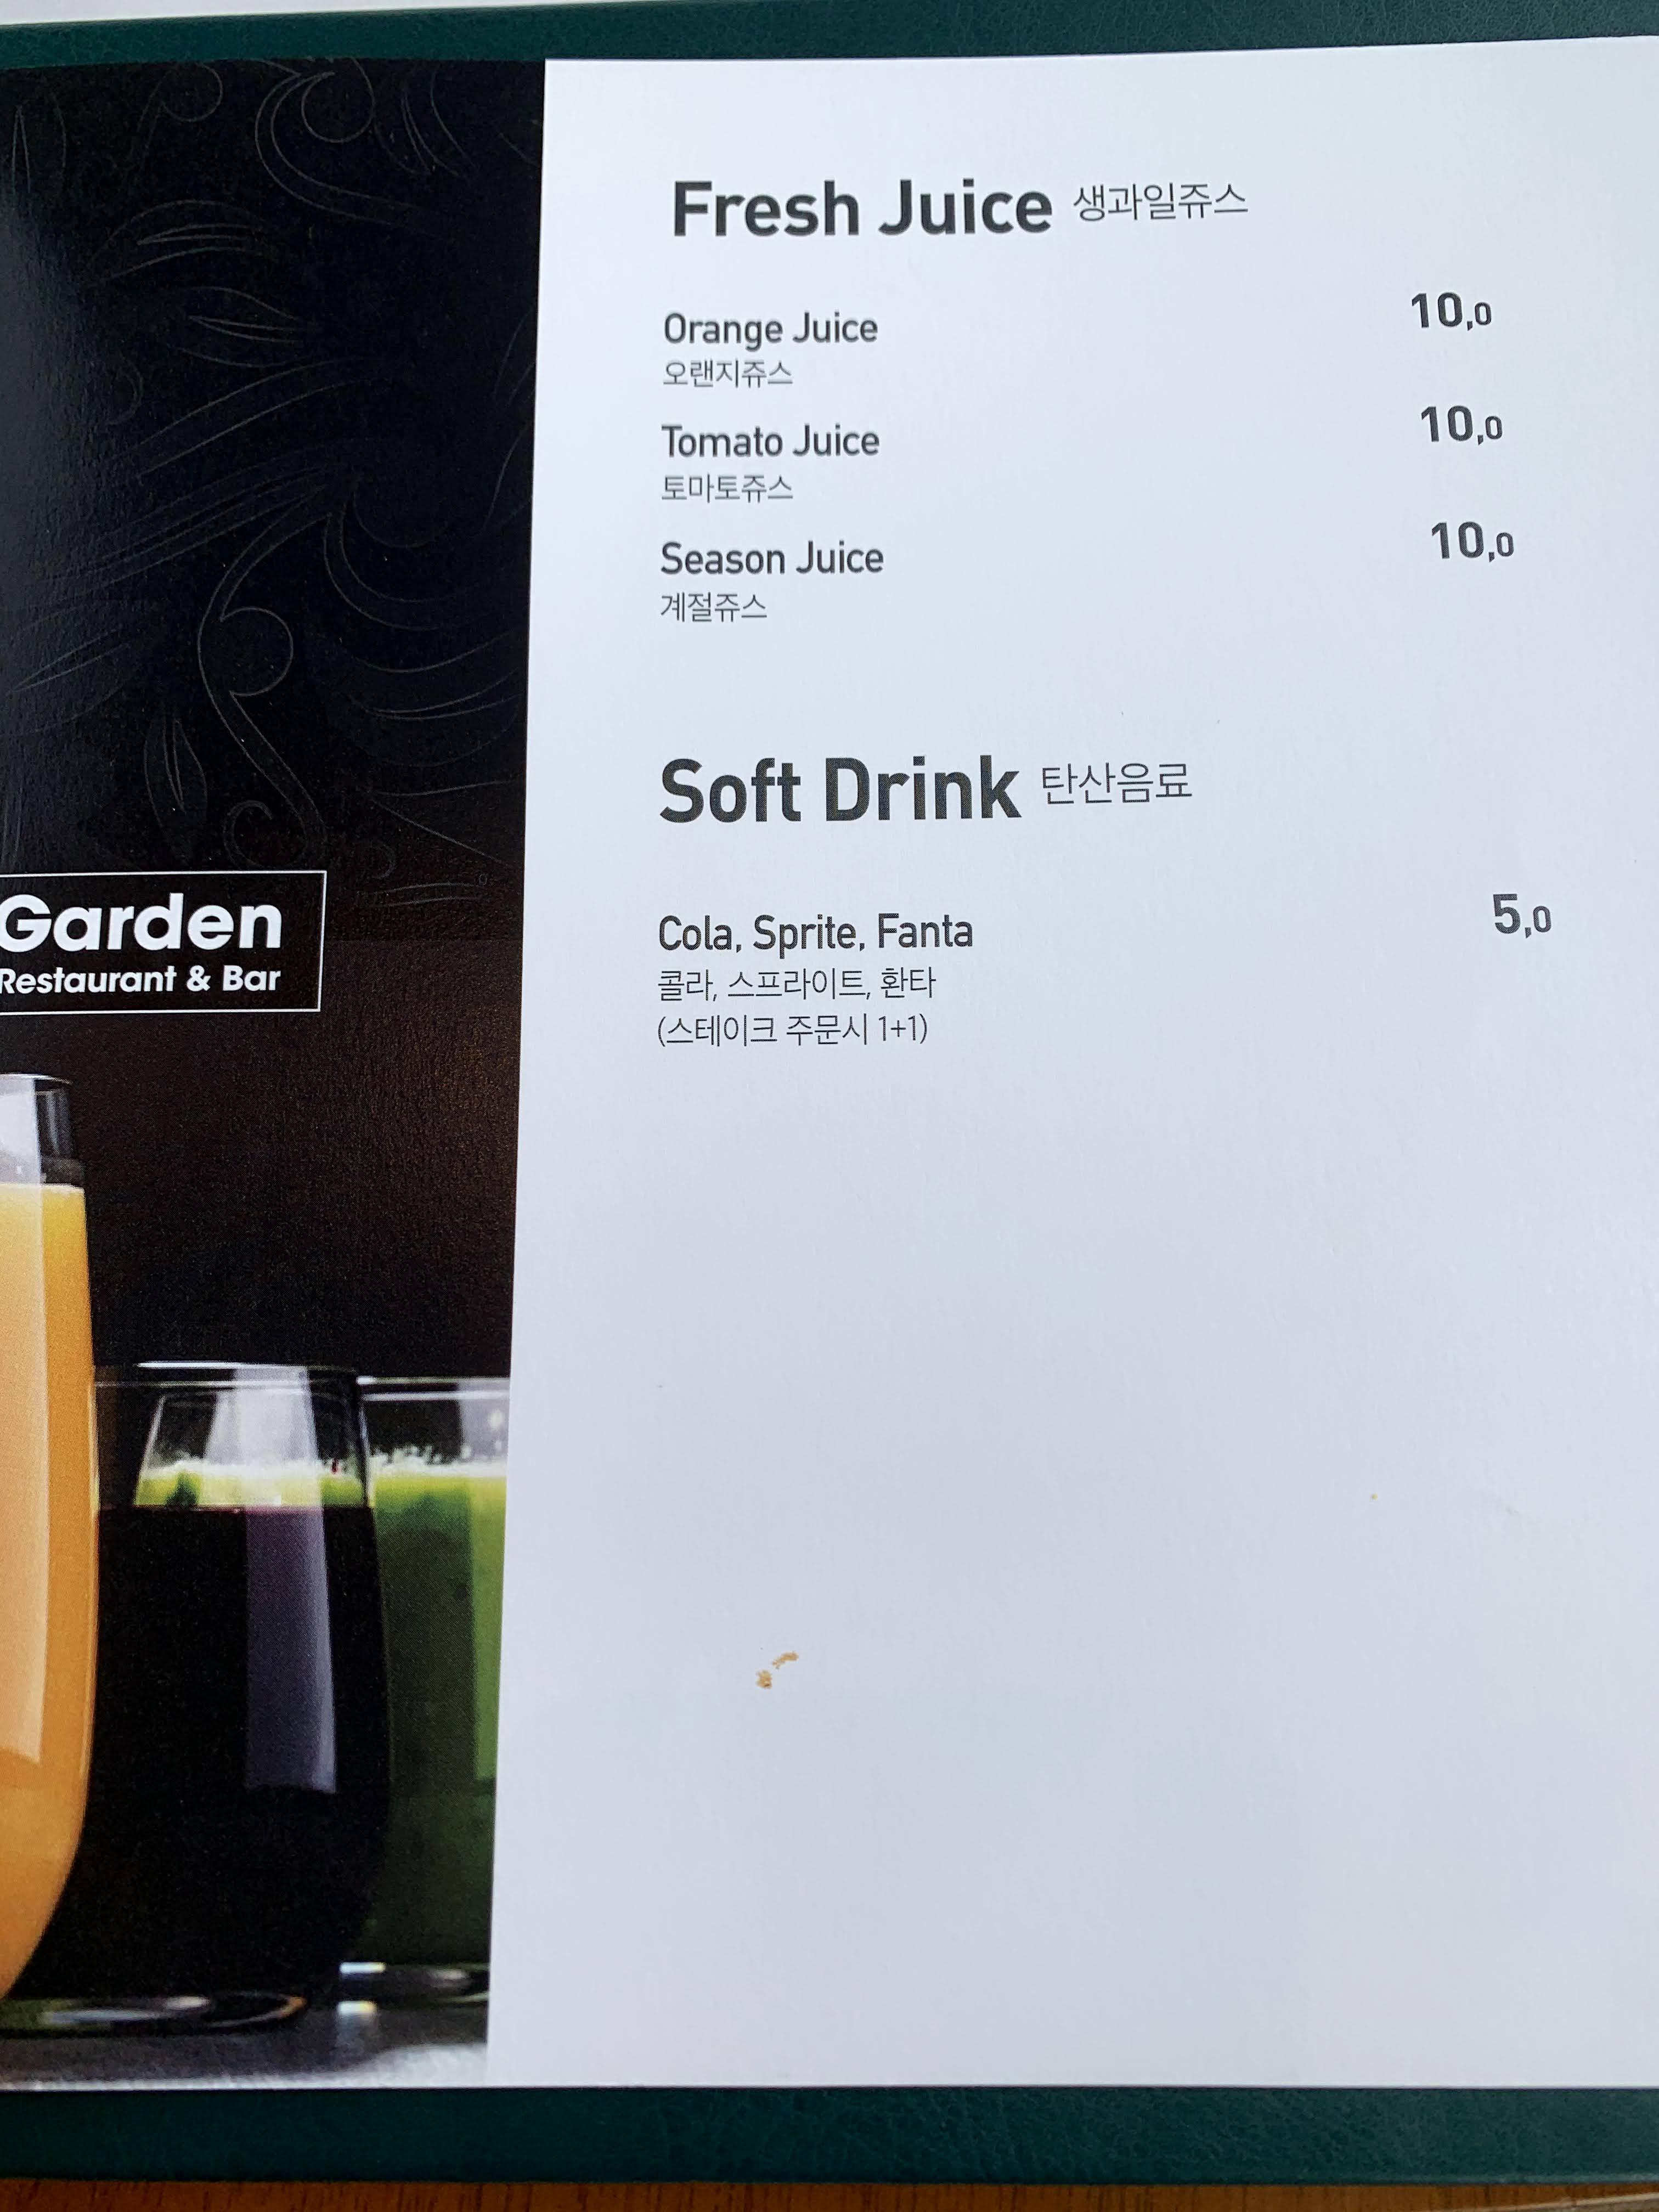 Garden
Restaurant & Bar
Fresh Juice 생과일쥬스
Orange Juice 10,0
오랜지쥬스
Tomato Juice 10,0
토마토쥬스
Season Juice 10,0
계절쥬스
Soft Drink 탄산음료
Cola, Sprite, Fanta 5,0
콜라, 스프라이트, 환타
(스테이크 주문시 1+1)